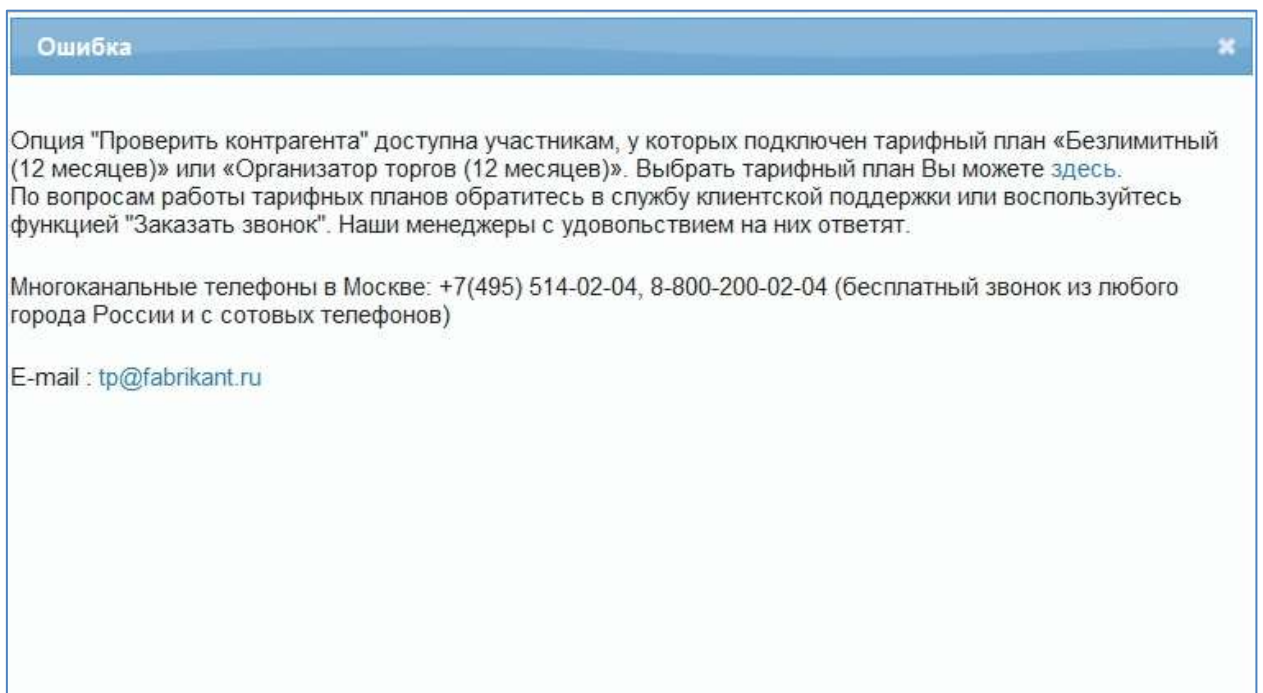 Ошибка
Опция "Проверить контрагента" доступна участникам, у которых подключен тарифный план «Безлимитный
(12 месяцев)» или «Организатор торгов (12 месяцев)». Выбрать тарифный план Вы можете здесь.
По вопросам работы тарифных планов обратитесь в службу клиентской поддержки или воспользуйтесь
функцией "Заказать звонок". Наши менеджеры с удовольствием на них ответят.
Многоканальные телефоны в Москве: +7(495) 514-02-04, 8-800-200-02-04 (бесплатный звонок из любого
города России и с сотовых телефонов)
E-mail : tp@fabrikant.ru